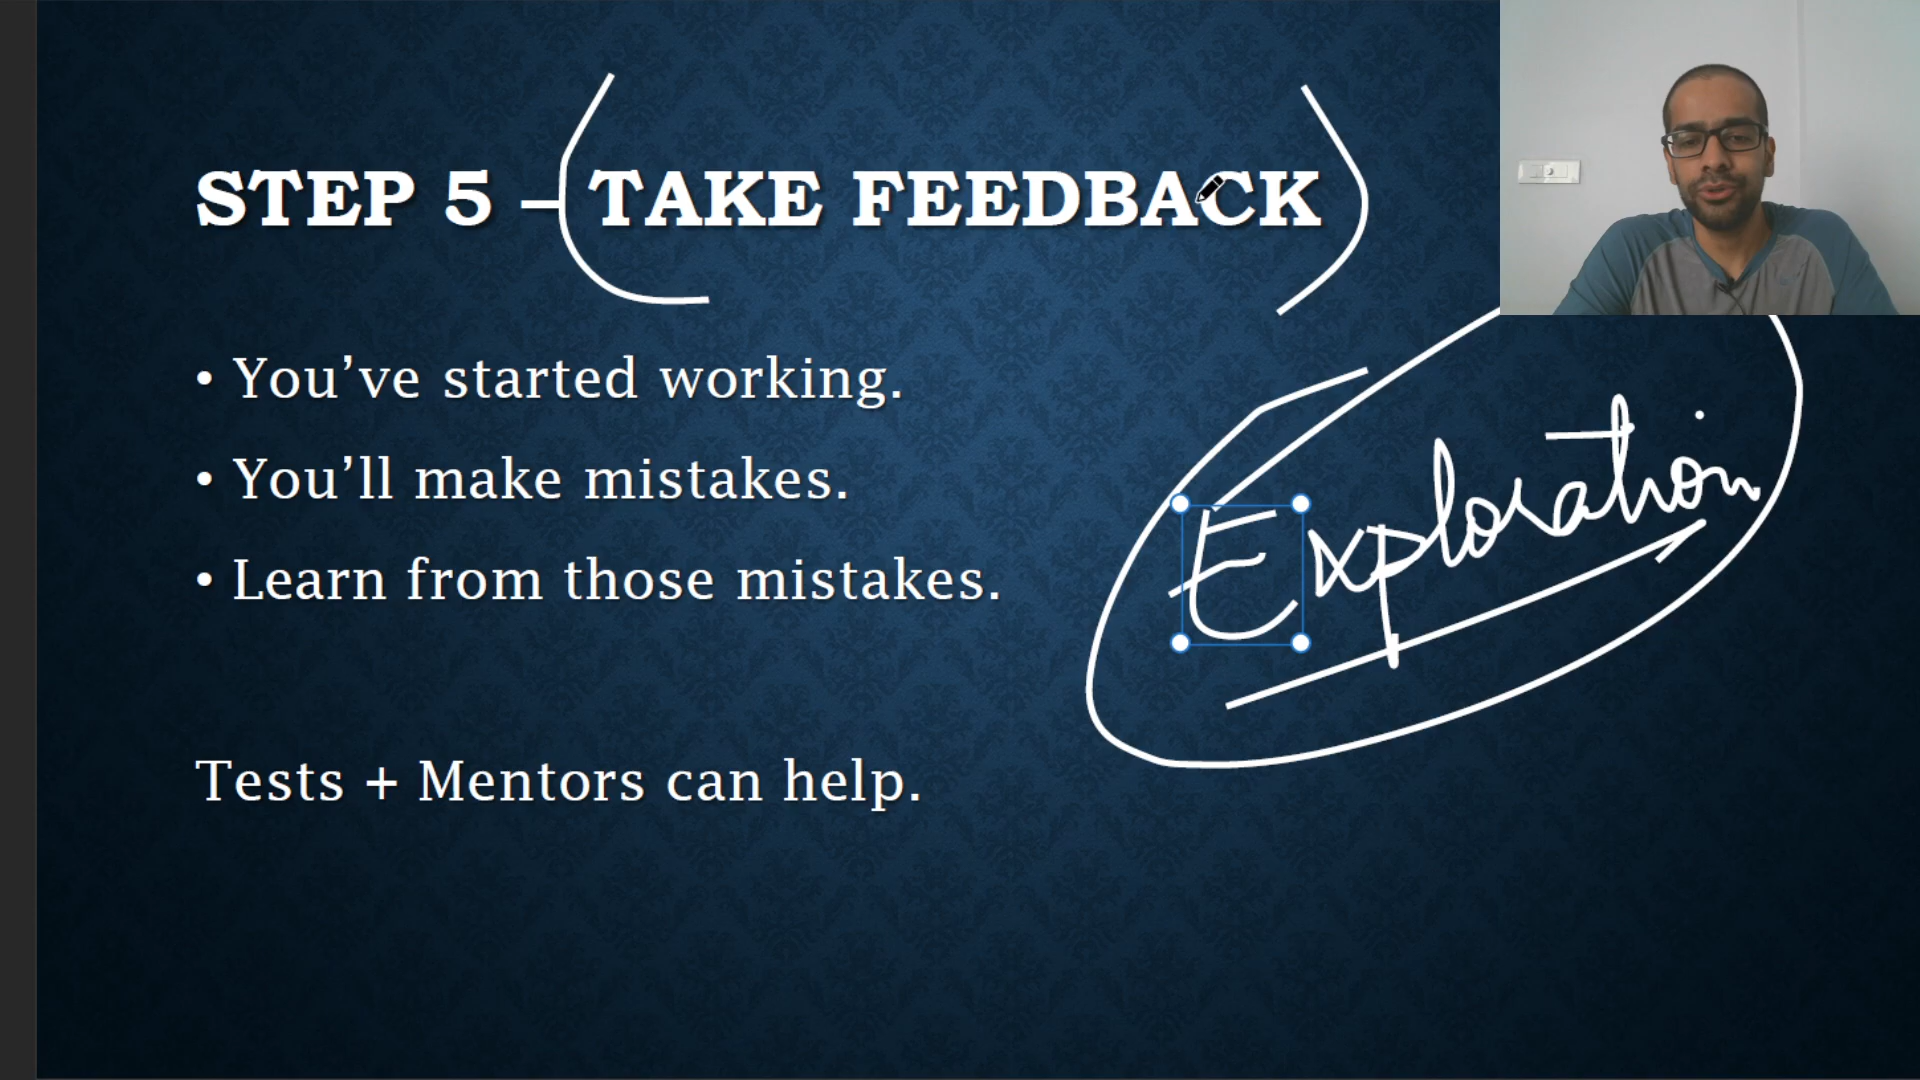 STEP 5 – TAKE FEEDBACK
• You’ve started working.
• You’ll make mistakes.
• Learn from those mistakes.
Exploration
Tests + Mentors can help.